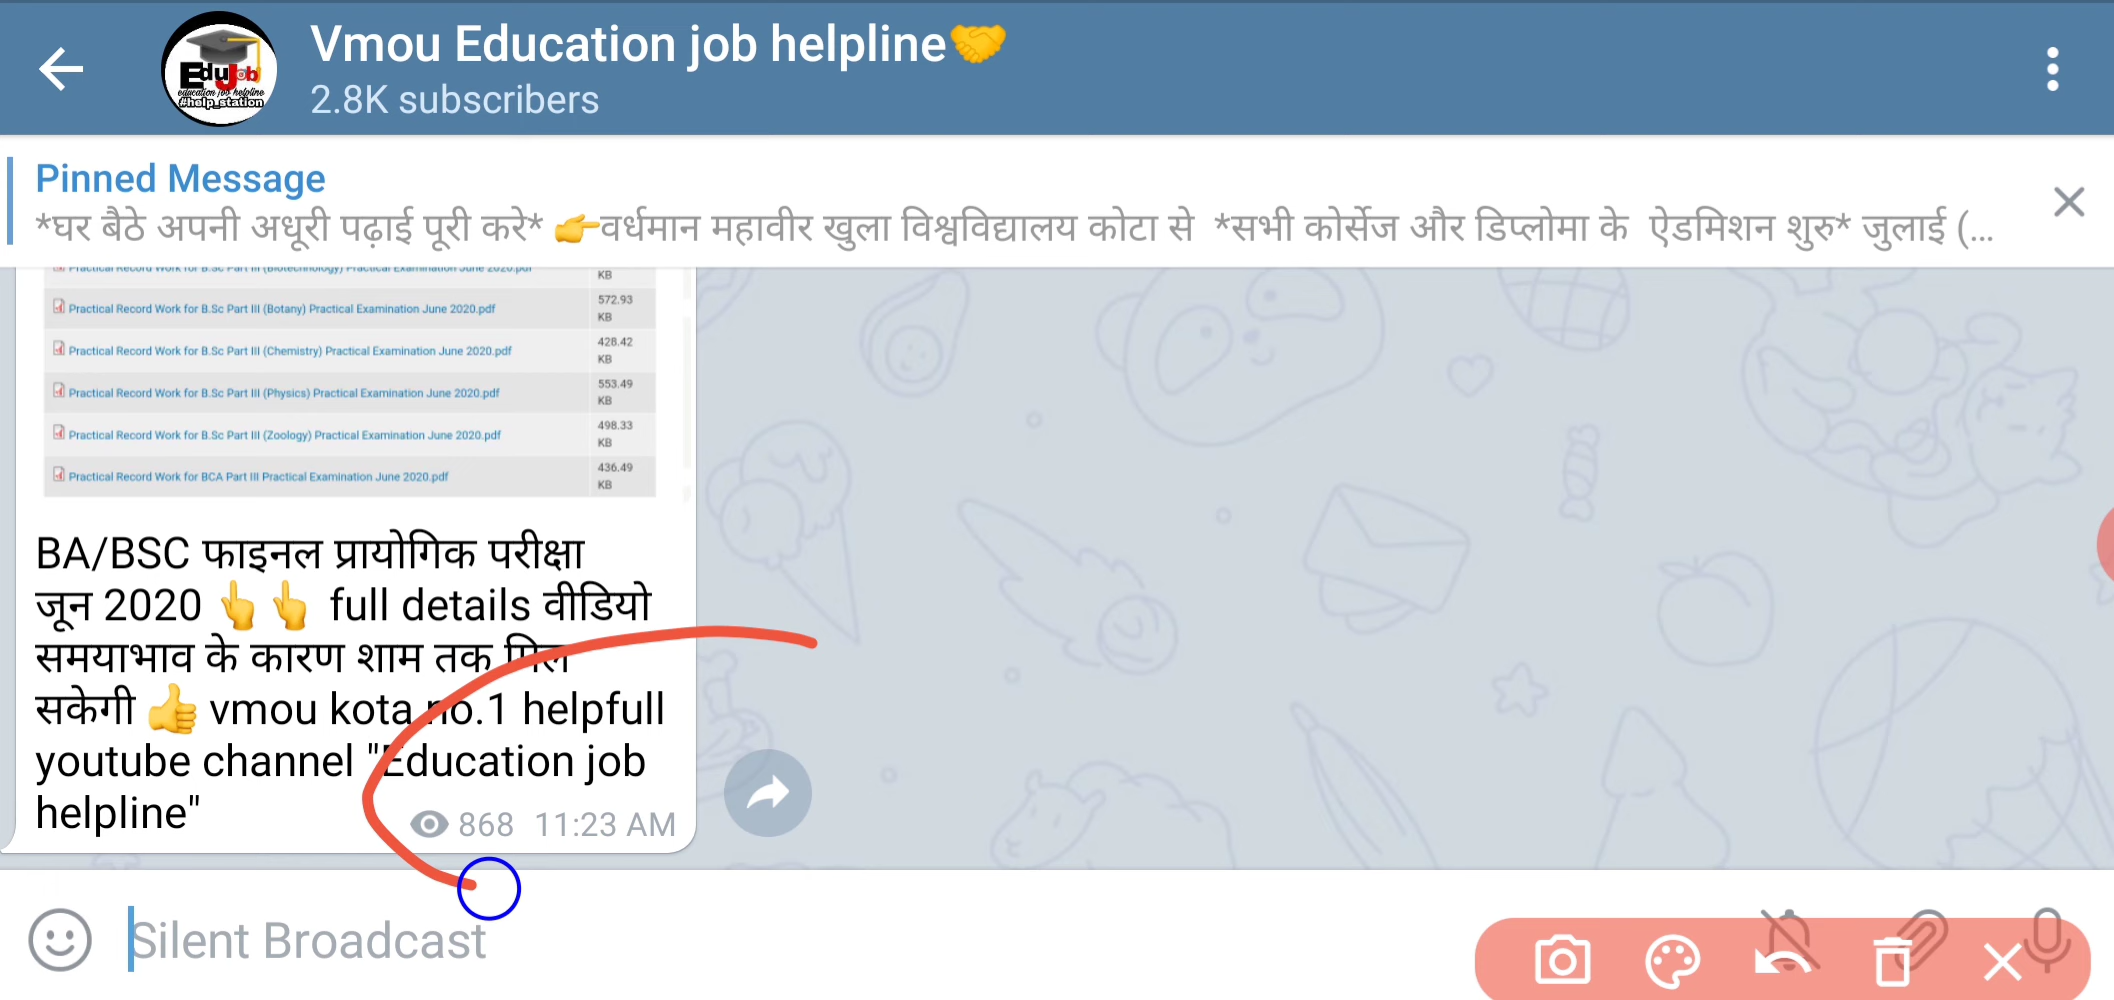 Vmou Education job helpline🤝
EduJob
education job helpline
#help_station
2.8K subscribers
Pinned Message
*घर बैठे अपनी अधूरी पढ़ाई पूरी करे* 👉वर्धमान महावीर खुला विश्वविद्यालय कोटा से *सभी कोर्सेज और डिप्लोमा के ऐडमिशन शुरु* जुलाई (...
Practical Record Work for B.Sc Part III (Biotechnology) Practical Examination June 2020.pdf KB
Practical Record Work for B.Sc Part III (Botany) Practical Examination June 2020.pdf 572.93 KB
Practical Record Work for B.Sc Part III (Chemistry) Practical Examination June 2020.pdf 428.42 KB
Practical Record Work for B.Sc Part III (Physics) Practical Examination June 2020.pdf 553.49 KB
Practical Record Work for B.Sc Part III (Zoology) Practical Examination June 2020.pdf 498.33 KB
Practical Record Work for BCA Part III Practical Examination June 2020.pdf 436.49 KB
BA/BSC फाइनल प्रायोगिक परीक्षा
जून 2020 👆👆 full details वीडियो
समयाभाव के कारण शाम तक मिल
सकेगी 👍 vmou kota no.1 helpfull
youtube channel "Education job
helpline"
868 11:23 AM
Silent Broadcast